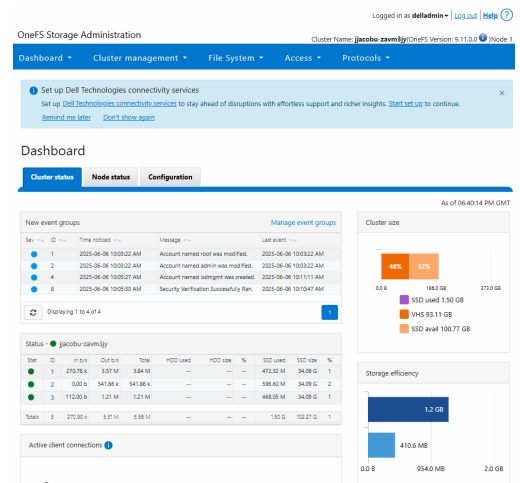 Logged in as delladmin | Log out | Help
OneFS Storage Administration
Cluster Name: jjacobu-zavm3jy(OneFS Version: 9.11.0.0 )Node 1
Dashboard Cluster management File System Access Protocols
Set up Dell Technologies connectivity services
Set up Dell Technologies connectivity services to stay ahead of disruptions with effortless support and richer insights. Start set up to continue.
Remind me later Don't show again
Dashboard
Cluster status Node status Configuration
As of 06:40:14 PM GMT
New event groups Manage event groups
Sev ID Time noticed Message Last event
1 2025-06-06 10:03:22 AM Account named root was modified. 2025-06-06 10:03:22 AM
2 2025-06-06 10:03:22 AM Account named admin was modified. 2025-06-06 10:03:22 AM
4 2025-06-06 10:05:27 AM Account named isdmgmt was created. 2025-06-06 10:11:11 AM
8 2025-06-06 10:05:30 AM Security Verification Successfully Ran. 2025-06-06 10:10:47 AM
Displaying 1 to 4 of 4 1
Cluster size
48% 52%
0.0 B 186.0 GB 373.0 GB
SSD used 1.50 GB
VHS 93.11 GB
SSD avail 100.77 GB
Status - jjacobu-zavm3jy
Stat ID In b/s Out b/s Total HDD used HDD size % SSD used SSD size %
1 270.78 k 3.57 M 3.84 M -- -- -- 472.32 M 34.09 G 1
2 0.00 b 541.86 k 541.86 k -- -- -- 596.60 M 34.09 G 2
3 112.00 b 1.21 M 1.21 M -- -- -- 468.05 M 34.09 G 1
Totals 3 270.90 k 5.31 M 5.58 M -- -- 1.50 G 102.27 G 1
Storage efficiency
1.2 GB
410.6 MB
0.0 B 954.0 MB 2.0 GB
Active client connections